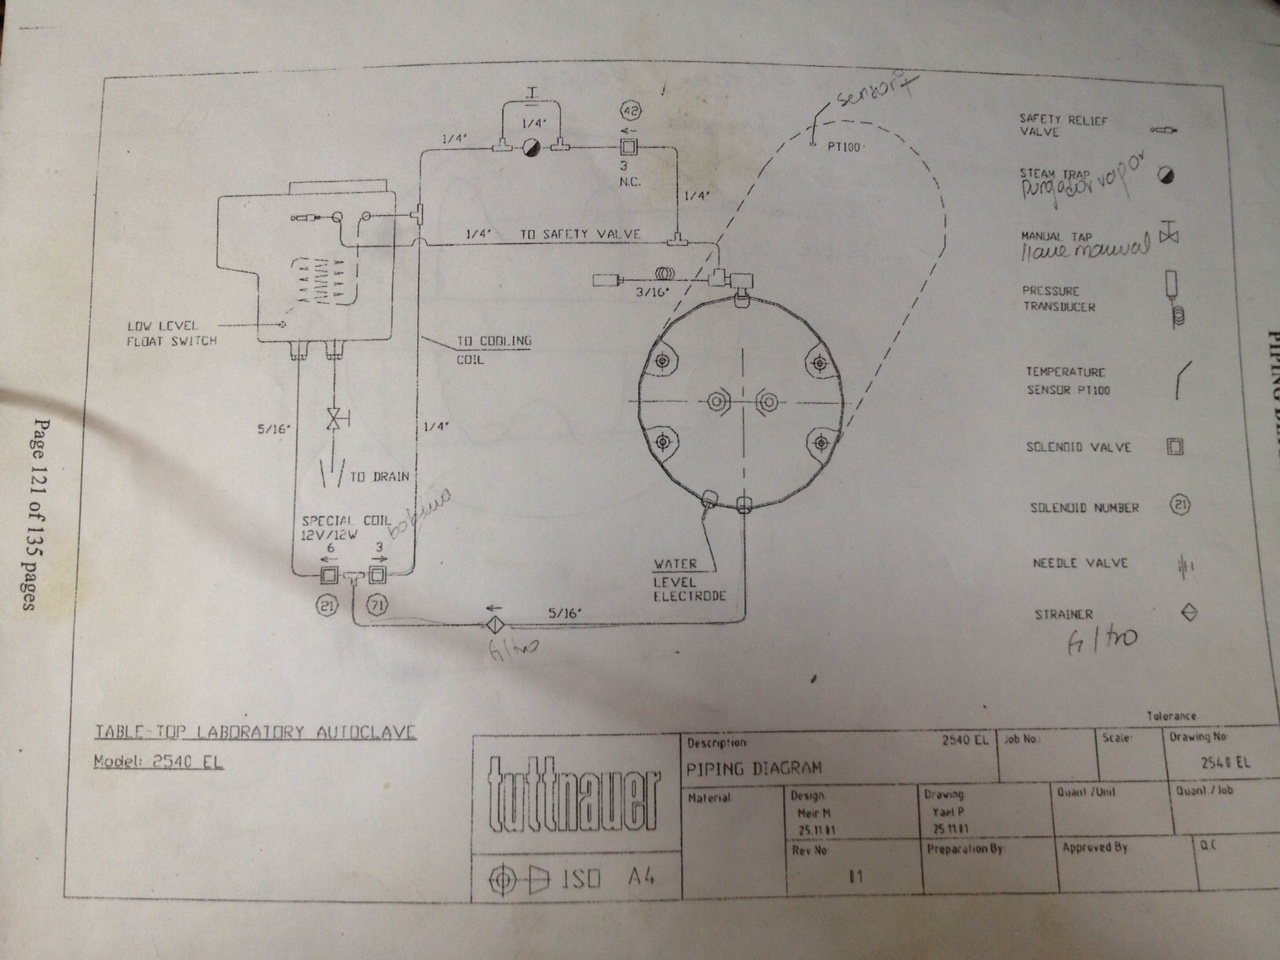 sensor
42
1/4"
1/4"
3
N.C.
PT100
1/4"
1/4" TO SAFETY VALVE
3/16"
LOW LEVEL
FLOAT SWITCH
TO COOLING
COIL
5/16"
1/4"
TO DRAIN
SPECIAL COIL
12V/12W
bobina
6
3
21
71
WATER
LEVEL
ELECTRODE
5/16"
filtro
SAFETY RELIEF
VALVE
STEAM TRAP
purgador vapor
MANUAL TAP
llave manual
PRESSURE
TRANSDUCER
TEMPERATURE
SENSOR PT100
SOLENOID VALVE
SOLENOID NUMBER
21
NEEDLE VALVE
STRAINER
filtro
Page 121 of 135 pages
TABLE-TOP LABORATORY AUTOCLAVE
Model: 2540 EL
tuttnauer
ISO A4
Tolerance
Description
2540 EL
PIPING DIAGRAM
Job No.:
Scale:
Drawing No
2540 EL
Material
Design
Meir M.
25.11.01
Drawing
Yael P
25.11.01
Quant /Unit
Quant / Job
Rev No
01
Preparation By:
Approved By:
Q.C